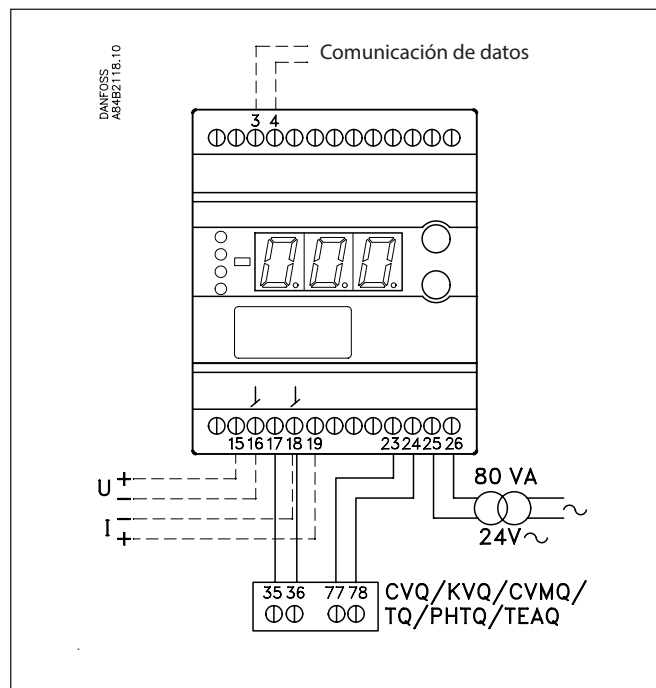 DANFOSS
A84B2118.10
Comunicación de datos
3 4
15 16 17 18 19 23 24 25 26
U + −
I − +
80 VA
24V~
~
35 36 77 78
CVQ/KVQ/CVMQ/
TQ/PHTQ/TEAQ